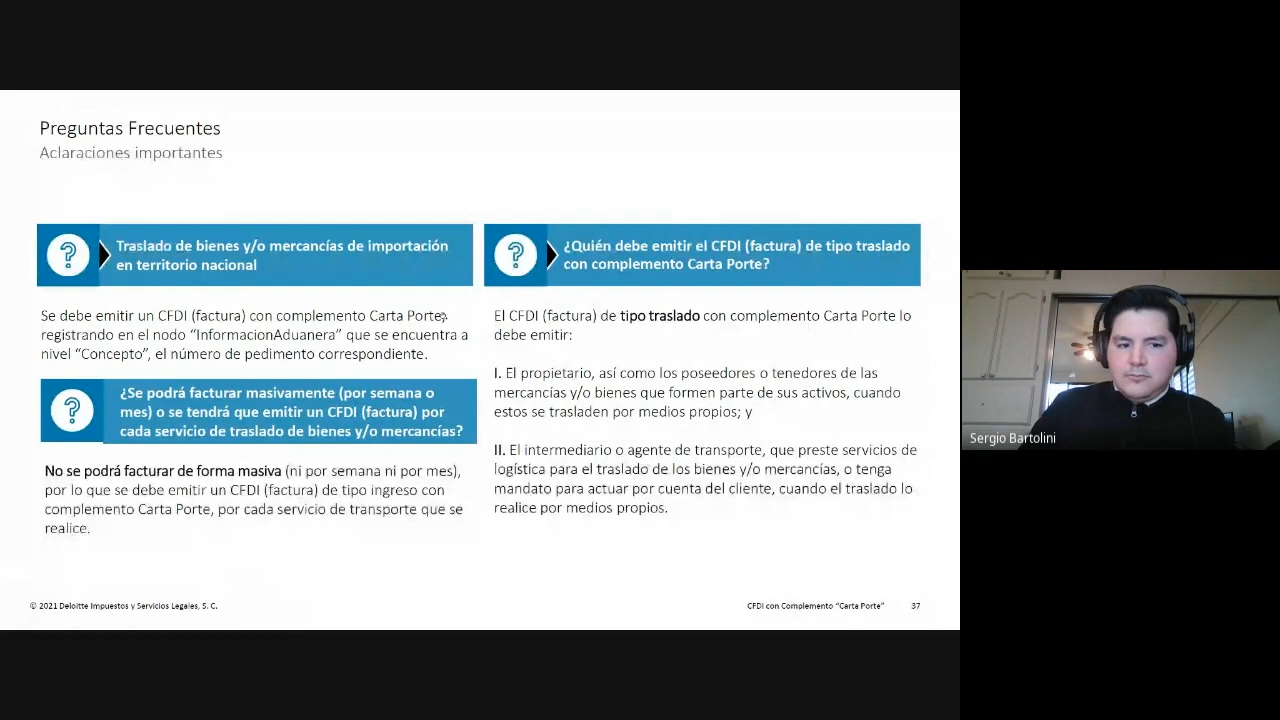 Preguntas Frecuentes
Aclaraciones importantes
Traslado de bienes y/o mercancías de importación
en territorio nacional
Se debe emitir un CFDI (factura) con complemento Carta Porte,
registrando en el nodo “InformacionAduanera” que se encuentra a
nivel “Concepto”, el número de pedimento correspondiente.
¿Se podrá facturar masivamente (por semana o
mes) o se tendrá que emitir un CFDI (factura) por
cada servicio de traslado de bienes y/o mercancías?
No se podrá facturar de forma masiva (ni por semana ni por mes),
por lo que se debe emitir un CFDI (factura) de tipo ingreso con
complemento Carta Porte, por cada servicio de transporte que se
realice.
¿Quién debe emitir el CFDI (factura) de tipo traslado
con complemento Carta Porte?
El CFDI (factura) de tipo traslado con complemento Carta Porte lo
debe emitir:
I. El propietario, así como los poseedores o tenedores de las
mercancías y/o bienes que formen parte de sus activos, cuando
estos se trasladen por medios propios; y
II. El intermediario o agente de transporte, que preste servicios de
logística para el traslado de los bienes y/o mercancías, o tenga
mandato para actuar por cuenta del cliente, cuando el traslado lo
realice por medios propios.
© 2021 Deloitte Impuestos y Servicios Legales, S. C.
CFDI con Complemento “Carta Porte”
37
Sergio Bartolini